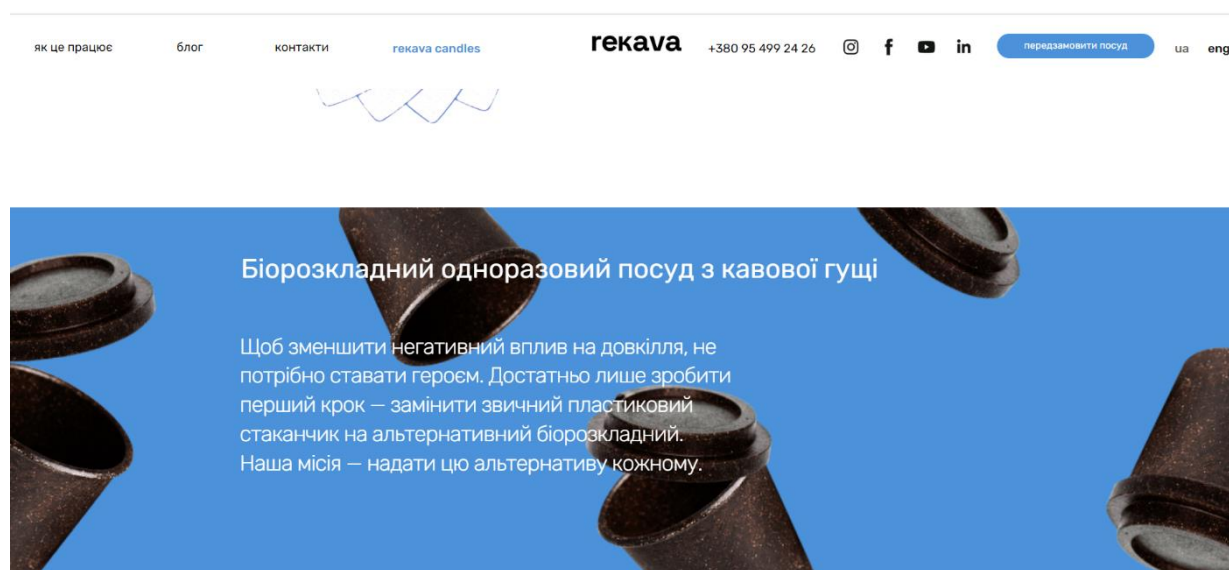 як це працює
блог
контакти
rekava candles
rекаvа
+380 95 499 24 26
передзамовити посуд
ua
eng
Біорозкладний одноразовий посуд з кавової гущі
Щоб зменшити негативний вплив на довкілля, не
потрібно ставати героєм. Достатньо лише зробити
перший крок — замінити звичний пластиковий
стаканчик на альтернативний біорозкладний.
Наша місія — надати цю альтернативу кожному.